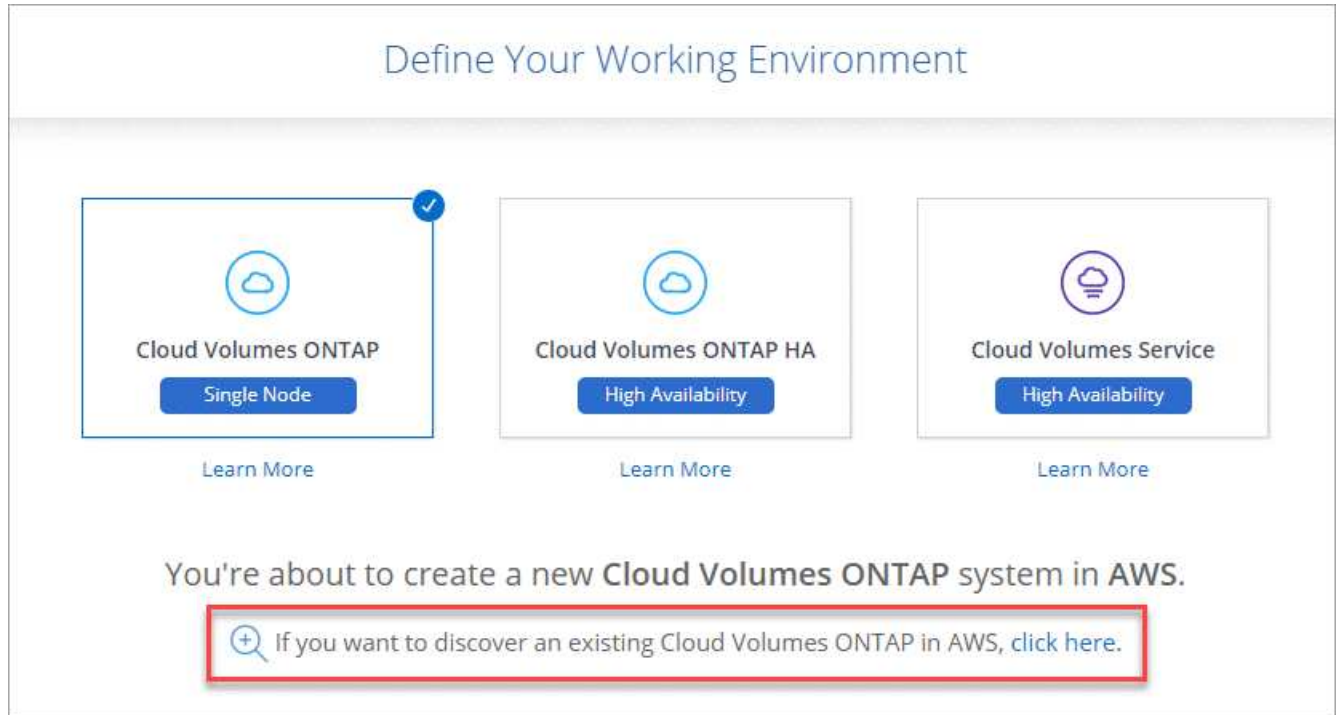 Define Your Working Environment
Cloud Volumes ONTAP
Single Node
Learn More
Cloud Volumes ONTAP HA
High Availability
Learn More
Cloud Volumes Service
High Availability
Learn More
You're about to create a new Cloud Volumes ONTAP system in AWS.
If you want to discover an existing Cloud Volumes ONTAP in AWS, click here.